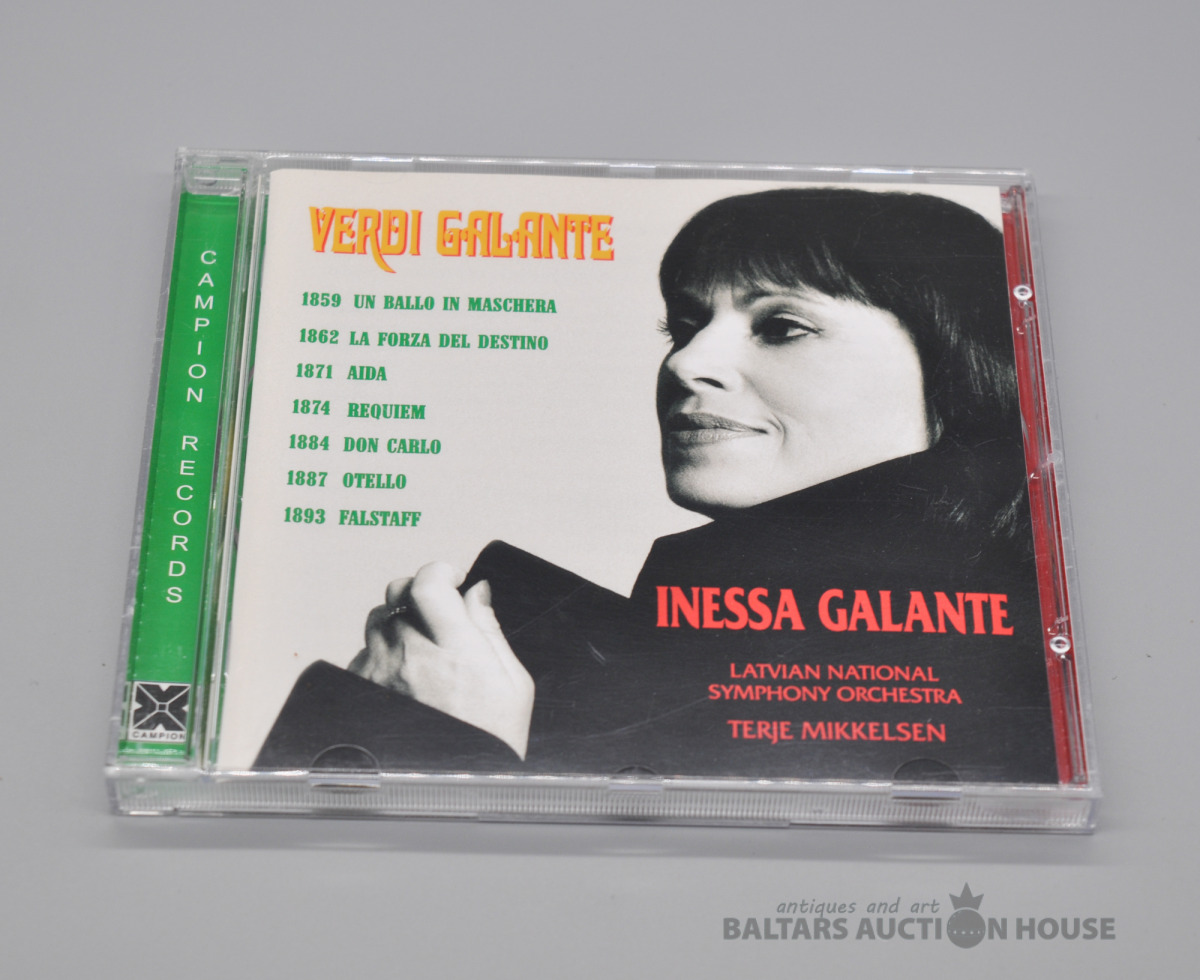 CAMPION RECORDS
CAMPION
VERDI GALANTE
1859 UN BALLO IN MASCHERA
1862 LA FORZA DEL DESTINO
1871 AIDA
1874 REQUIEM
1884 DON CARLO
1887 OTELLO
1893 FALSTAFF
INESSA GALANTE
LATVIAN NATIONAL
SYMPHONY ORCHESTRA
TERJE MIKKELSEN
antiques and art
BALTARS AUCTION HOUSE